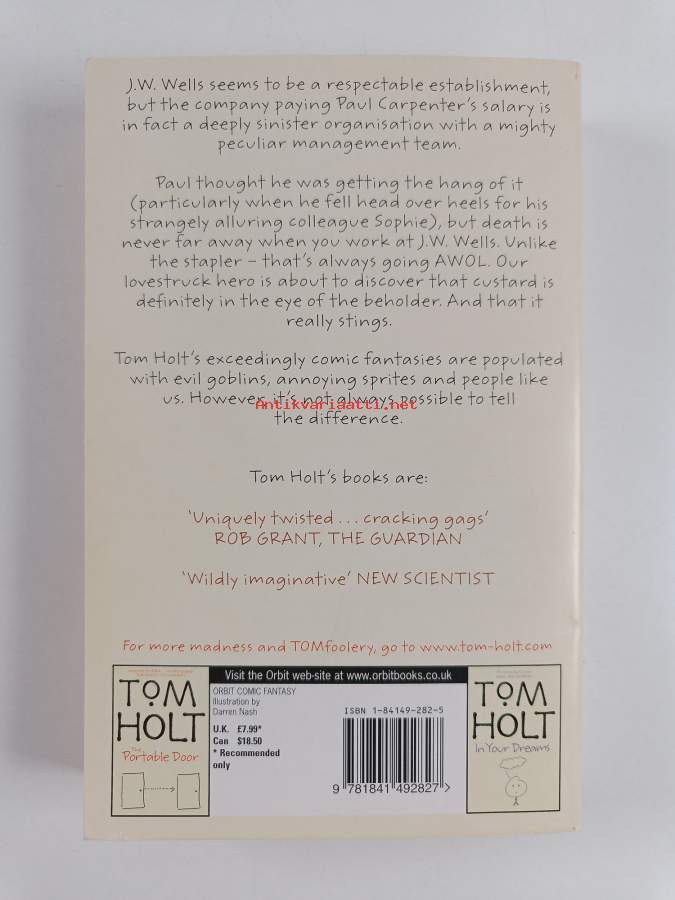 J.W. Wells seems to be a respectable establishment,
but the company paying Paul Carpenter's salary is
in fact a deeply sinister organisation with a mighty
peculiar management team.
Paul thought he was getting the hang of it
(particularly when he fell head over heels for his
strangely alluring colleague Sophie), but death is
never far away when you work at J.W. Wells. Unlike
the stapler – that's always going AWOL. Our
lovestruck hero is about to discover that custard is
definitely in the eye of the beholder. And that it
really stings.
Tom Holt's exceedingly comic fantasies are populated
with evil goblins, annoying sprites and people like
us. However, it's not always possible to tell
Antikvariaatti.net
the difference.
Tom Holt's books are:
'Uniquely twisted . . . cracking gags'
ROB GRANT, THE GUARDIAN
'Wildly imaginative' NEW SCIENTIST
For more madness and TOMfoolery, go to www.tom-holt.com
TOM
HOLT
The
Portable Door
Visit the Orbit web-site at www.orbitbooks.co.uk
ORBIT COMIC FANTASY
Illustration by
Darren Nash
U.K. £7.99*
Can $18.50
* Recommended
only
ISBN 1-84149-282-5
9 781841 492827 >
TOM
HOLT
In Your Dreams